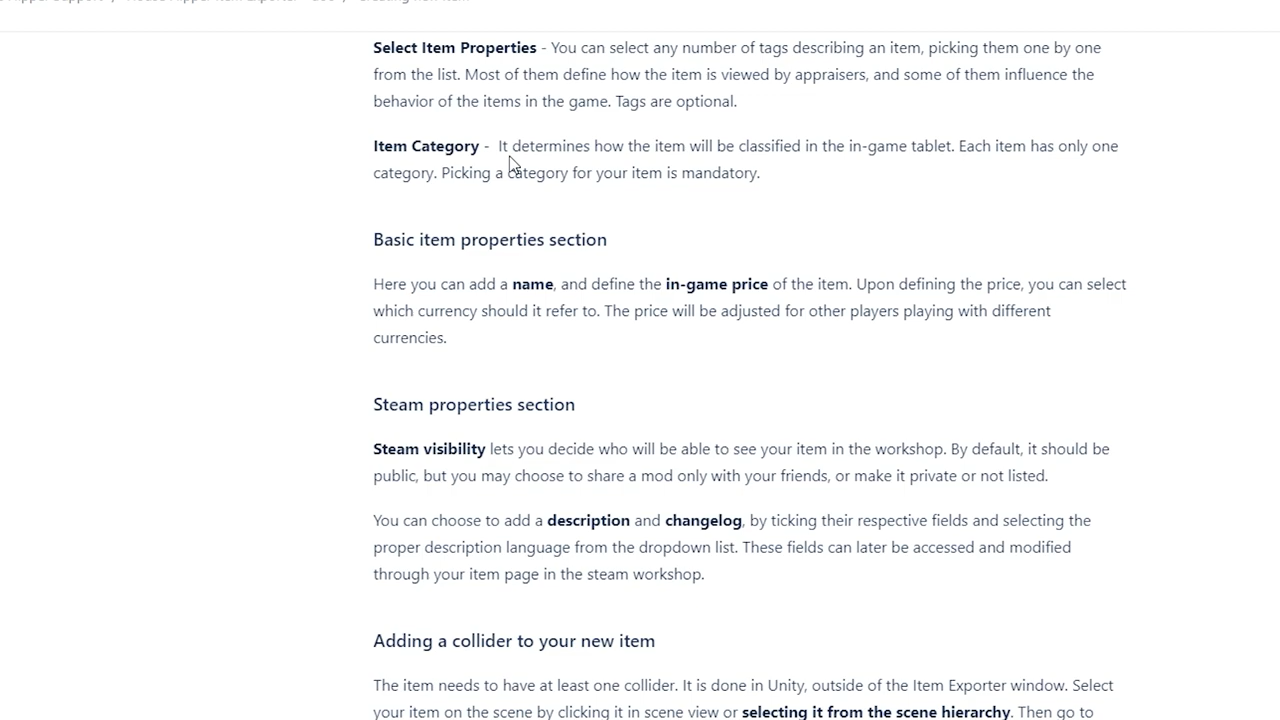 Select Item Properties - You can select any number of tags describing an item, picking them one by one
from the list. Most of them define how the item is viewed by appraisers, and some of them influence the
behavior of the items in the game. Tags are optional.
Item Category -  It determines how the item will be classified in the in-game tablet. Each item has only one
category. Picking a category for your item is mandatory.
Basic item properties section
Here you can add a name, and define the in-game price of the item. Upon defining the price, you can select
which currency should it refer to. The price will be adjusted for other players playing with different
currencies.
Steam properties section
Steam visibility lets you decide who will be able to see your item in the workshop. By default, it should be
public, but you may choose to share a mod only with your friends, or make it private or not listed.
You can choose to add a description and changelog, by ticking their respective fields and selecting the
proper description language from the dropdown list. These fields can later be accessed and modified
through your item page in the steam workshop.
Adding a collider to your new item
The item needs to have at least one collider. It is done in Unity, outside of the Item Exporter window. Select
your item on the scene by clicking it in scene view or selecting it from the scene hierarchy. Then go to